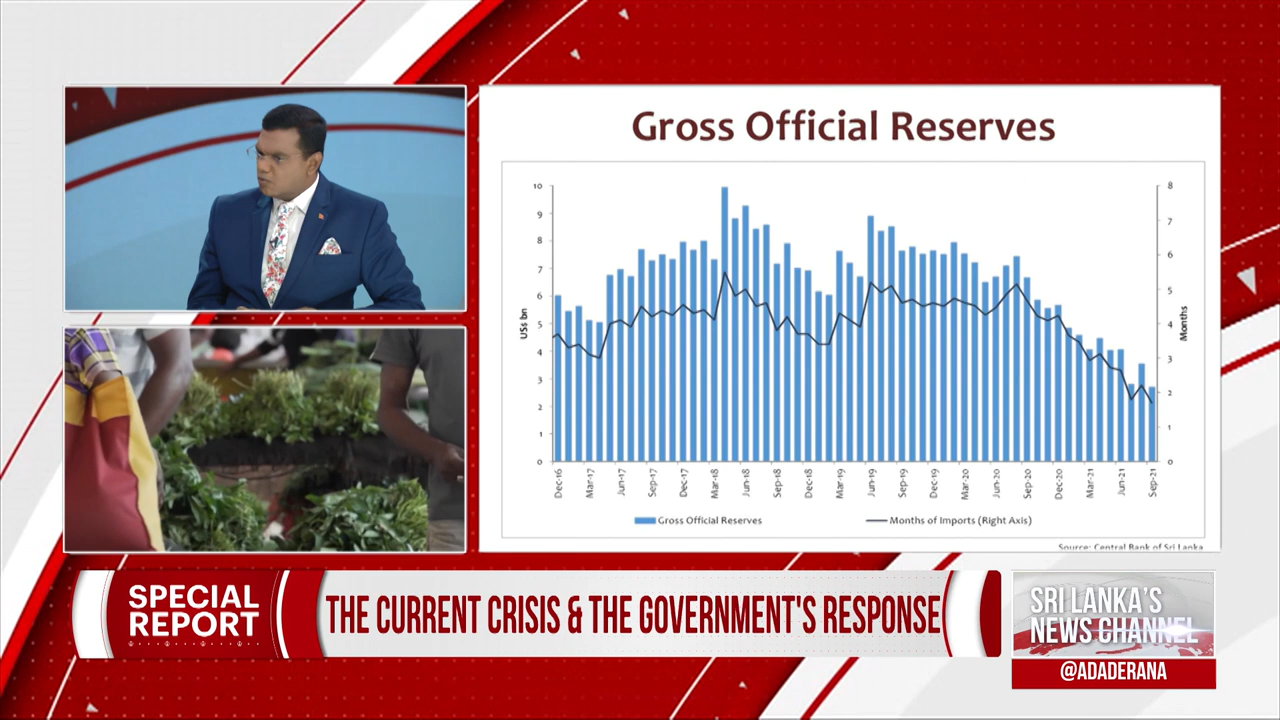 Gross Official Reserves
10
9
8
7
6
5
4
3
2
1
0
US$ bn
8
7
6
5
4
3
2
1
0
Months
Dec-16
Mar-17
Jun-17
Sep-17
Dec-17
Mar-18
Jun-18
Sep-18
Dec-18
Mar-19
Jun-19
Sep-19
Dec-19
Mar-20
Jun-20
Sep-20
Dec-20
Mar-21
Jun-21
Sep-21
Gross Official Reserves
Months of Imports (Right Axis)
Source: Central Bank of Sri Lanka
SPECIAL
REPORT
THE CURRENT CRISIS & THE GOVERNMENT'S RESPONSE
SRI LANKA'S
NEWS CHANNEL
@ADADERANA